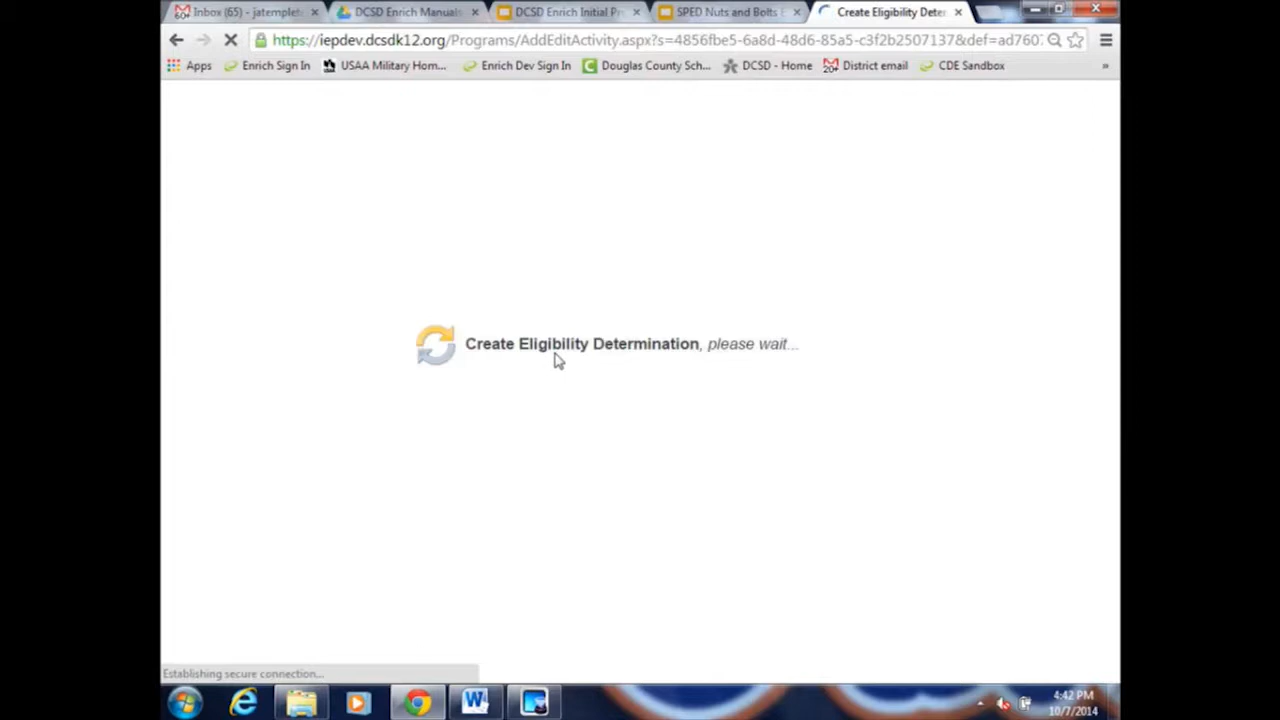 Inbox (65) - jatemplet
DCSD Enrich Manuals
DCSD Enrich Initial Pr
SPED Nuts and Bolts
Create Eligibility Deter
https://iepdev.dcsdk12.org/Programs/AddEditActivity.aspx?s=4856fbe5-6a8d-48d6-85a5-c3f2b2507137&def=ad760
Apps
Enrich Sign In
USAA Military Hom...
Enrich Dev Sign In
Douglas County Sch...
DCSD - Home
20+
District email
CDE Sandbox
»
Create Eligibility Determination, please wait...
Establishing secure connection...
4:42 PM
10/7/2014